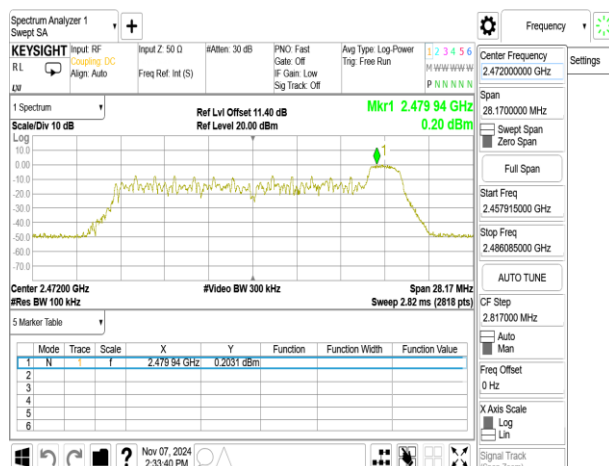 Spectrum Analyzer 1
Swept SA
Frequency
KEYSIGHT
RL
Input: RF
Coupling: DC
Align: Auto
Input Z: 50 Ω
Freq Ref: Int (S)
#Atten: 30 dB
PNO: Fast
Gate: Off
IF Gain: Low
Sig Track: Off
Avg Type: Log-Power
Trig: Free Run
1 2 3 4 5 6
M W W W W W
P N N N N N
1 Spectrum
Scale/Div 10 dB
Log
Ref Lvl Offset 11.40 dB
Ref Level 20.00 dBm
Mkr1 2.479 94 GHz
0.20 dBm
1
10.0
0.00
-10.0
-20.0
-30.0
-40.0
-50.0
-60.0
-70.0
Center 2.47200 GHz
#Video BW 300 kHz
Span 28.17 MHz
#Res BW 100 kHz
Sweep 2.82 ms (2818 pts)
5 Marker Table
Mode Trace Scale X Y Function Function Width Function Value
1 N 1 f 2.479 94 GHz 0.2031 dBm
2
3
4
5
6
Nov 07, 2024
2:33:40 PM
Center Frequency
2.472000000 GHz
Settings
Span
28.1700000 MHz
Swept Span
Zero Span
Full Span
Start Freq
2.457915000 GHz
Stop Freq
2.486085000 GHz
AUTO TUNE
CF Step
2.817000 MHz
Auto
Man
Freq Offset
0 Hz
X Axis Scale
Log
Lin
Signal Track